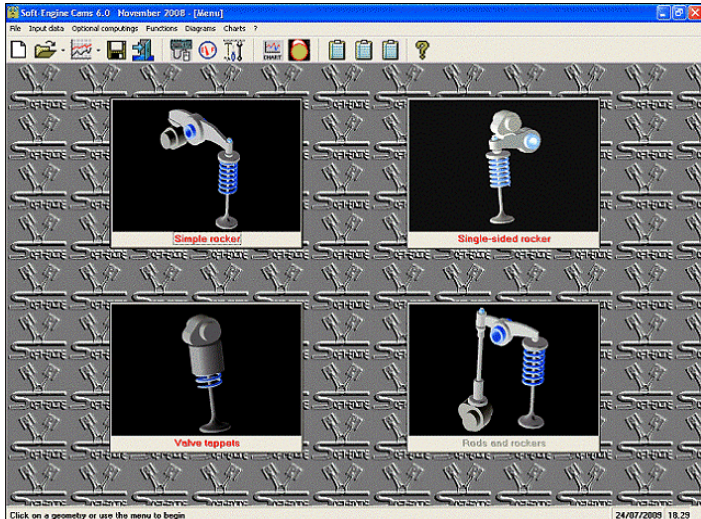 Soft-Engine Cams 6.0 November 2008 - [Menu]
File Input data Optional computings Functions Diagrams Charts ?
CHART
Simple rocker
Single-sided rocker
Valve tappets
Rods and rockers
Click on a geometry or use the menu to begin
24/07/2009 18.29